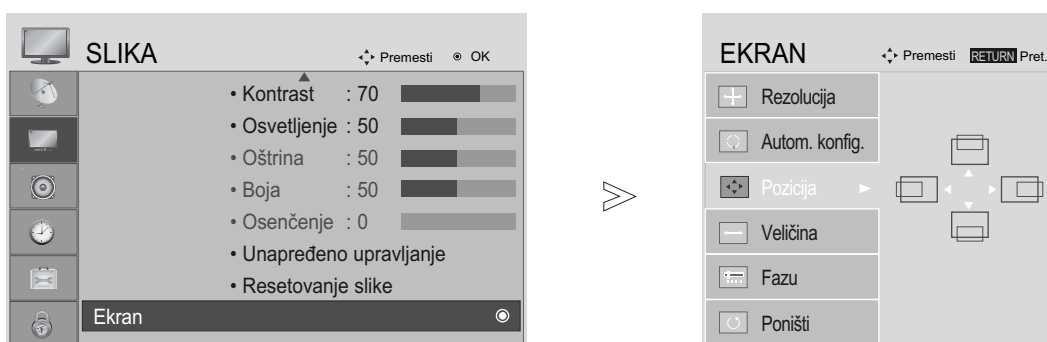 SLIKA Premesti OK
• Kontrast : 70
• Osvetljenje : 50
• Oštrina : 50
• Boja : 50
• Osenčenje : 0
• Unapređeno upravljanje
• Resetovanje slike
Ekran
EKRAN Premesti RETURN Pret.
Rezolucija
Autom. konfig.
Pozicija
Veličina
Fazu
Poništi